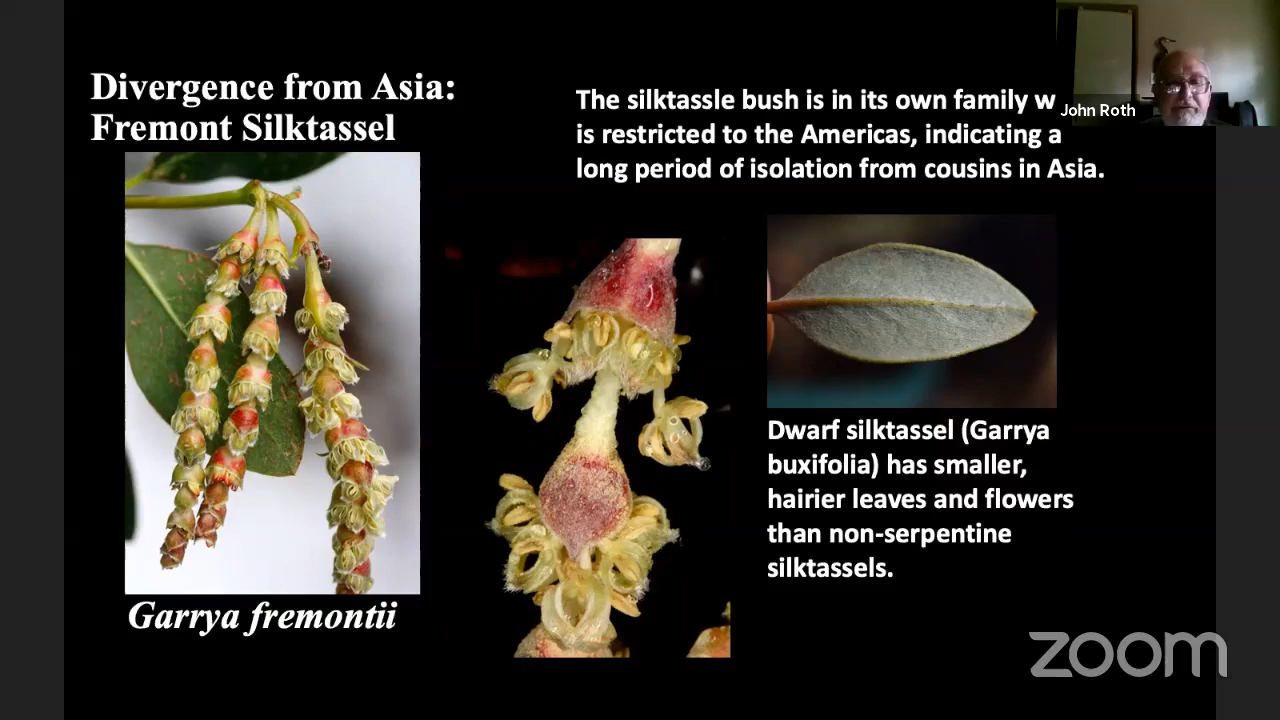 Divergence from Asia:
Fremont Silktassel
The silktassle bush is in its own family w
is restricted to the Americas, indicating a
long period of isolation from cousins in Asia.
John Roth
Dwarf silktassel (Garrya
buxifolia) has smaller,
hairier leaves and flowers
than non-serpentine
silktassels.
Garrya fremontii
zoom